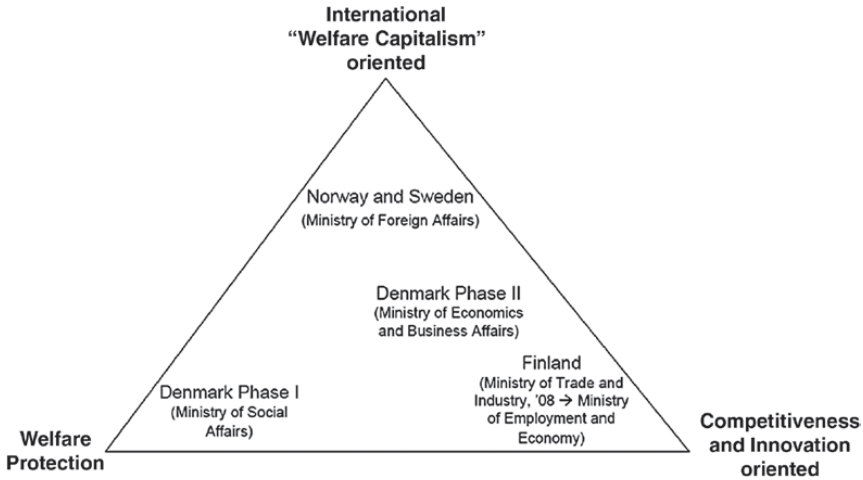 International
“Welfare Capitalism”
oriented
Norway and Sweden
(Ministry of Foreign Affairs)
Denmark Phase II
(Ministry of Economics
and Business Affairs)
Finland
(Ministry of Trade and
Industry, '08 → Ministry
of Employment and
Economy)
Denmark Phase I
(Ministry of Social
Affairs)
Welfare
Protection
Competitiveness
and Innovation
oriented